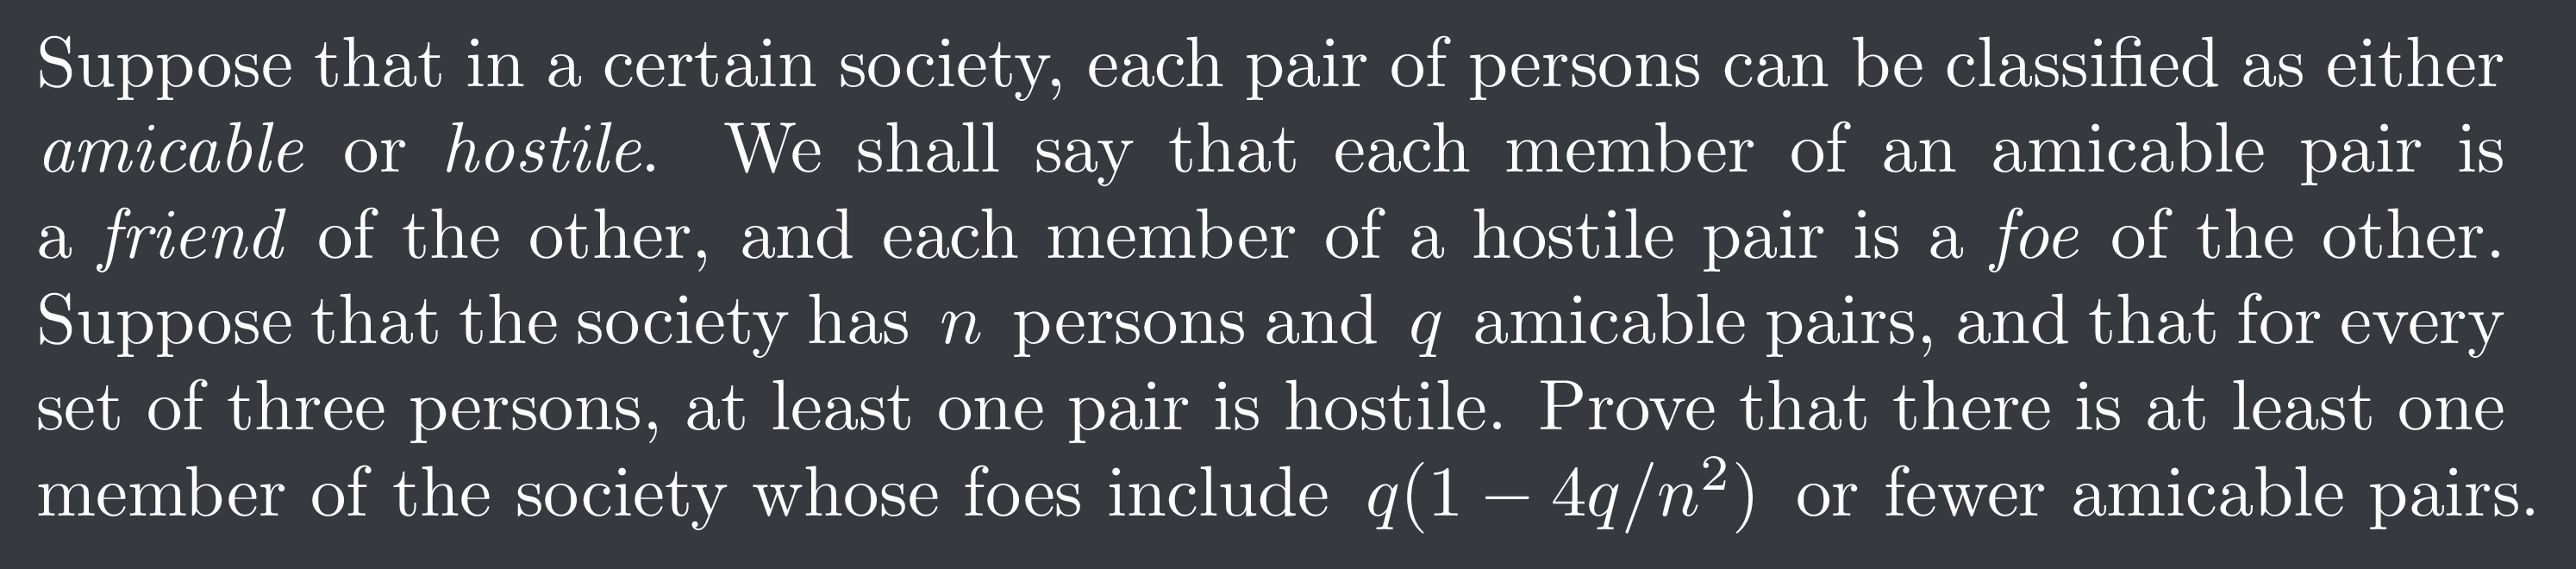 Suppose that in a certain society, each pair of persons can be classified as either
amicable or hostile. We shall say that each member of an amicable pair is
a friend of the other, and each member of a hostile pair is a foe of the other.
Suppose that the society has n persons and q amicable pairs, and that for every
set of three persons, at least one pair is hostile. Prove that there is at least one
member of the society whose foes include q(1 − 4q/n²) or fewer amicable pairs.